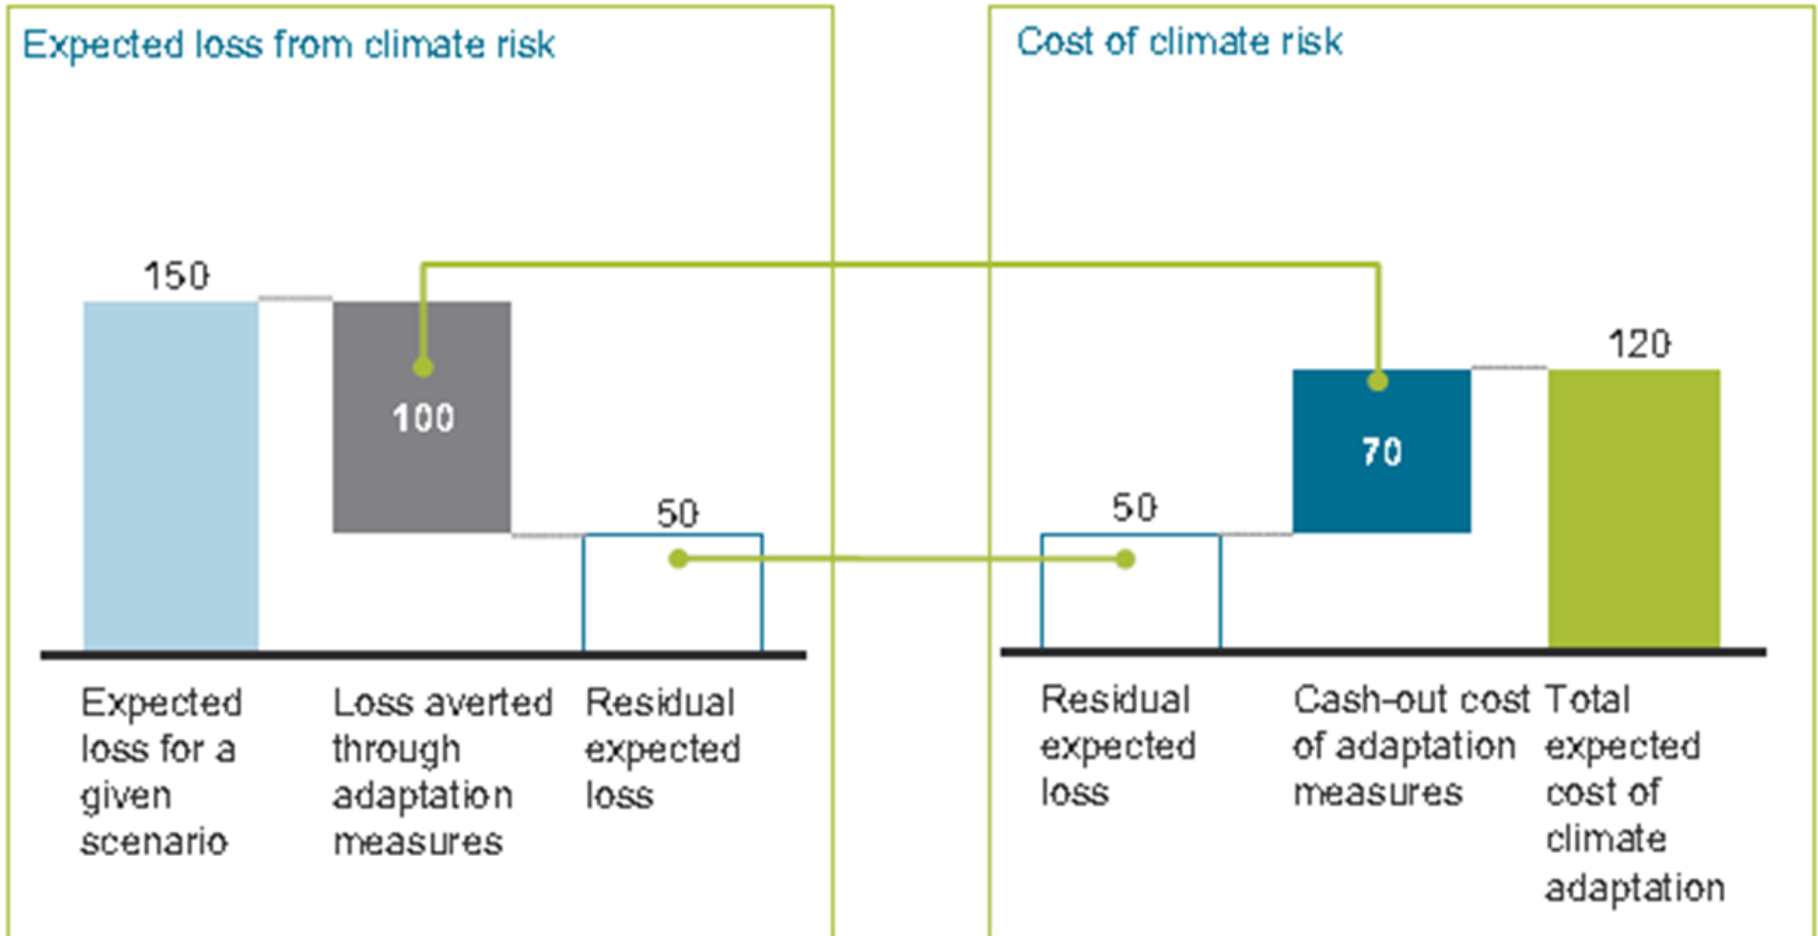 Expected loss from climate risk
150
100
50
Expected
loss for a
given
scenario
Loss averted
through
adaptation
measures
Residual
expected
loss
Cost of climate risk
50
70
120
Residual
expected
loss
Cash-out cost
of adaptation
measures
Total
expected
cost of
climate
adaptation